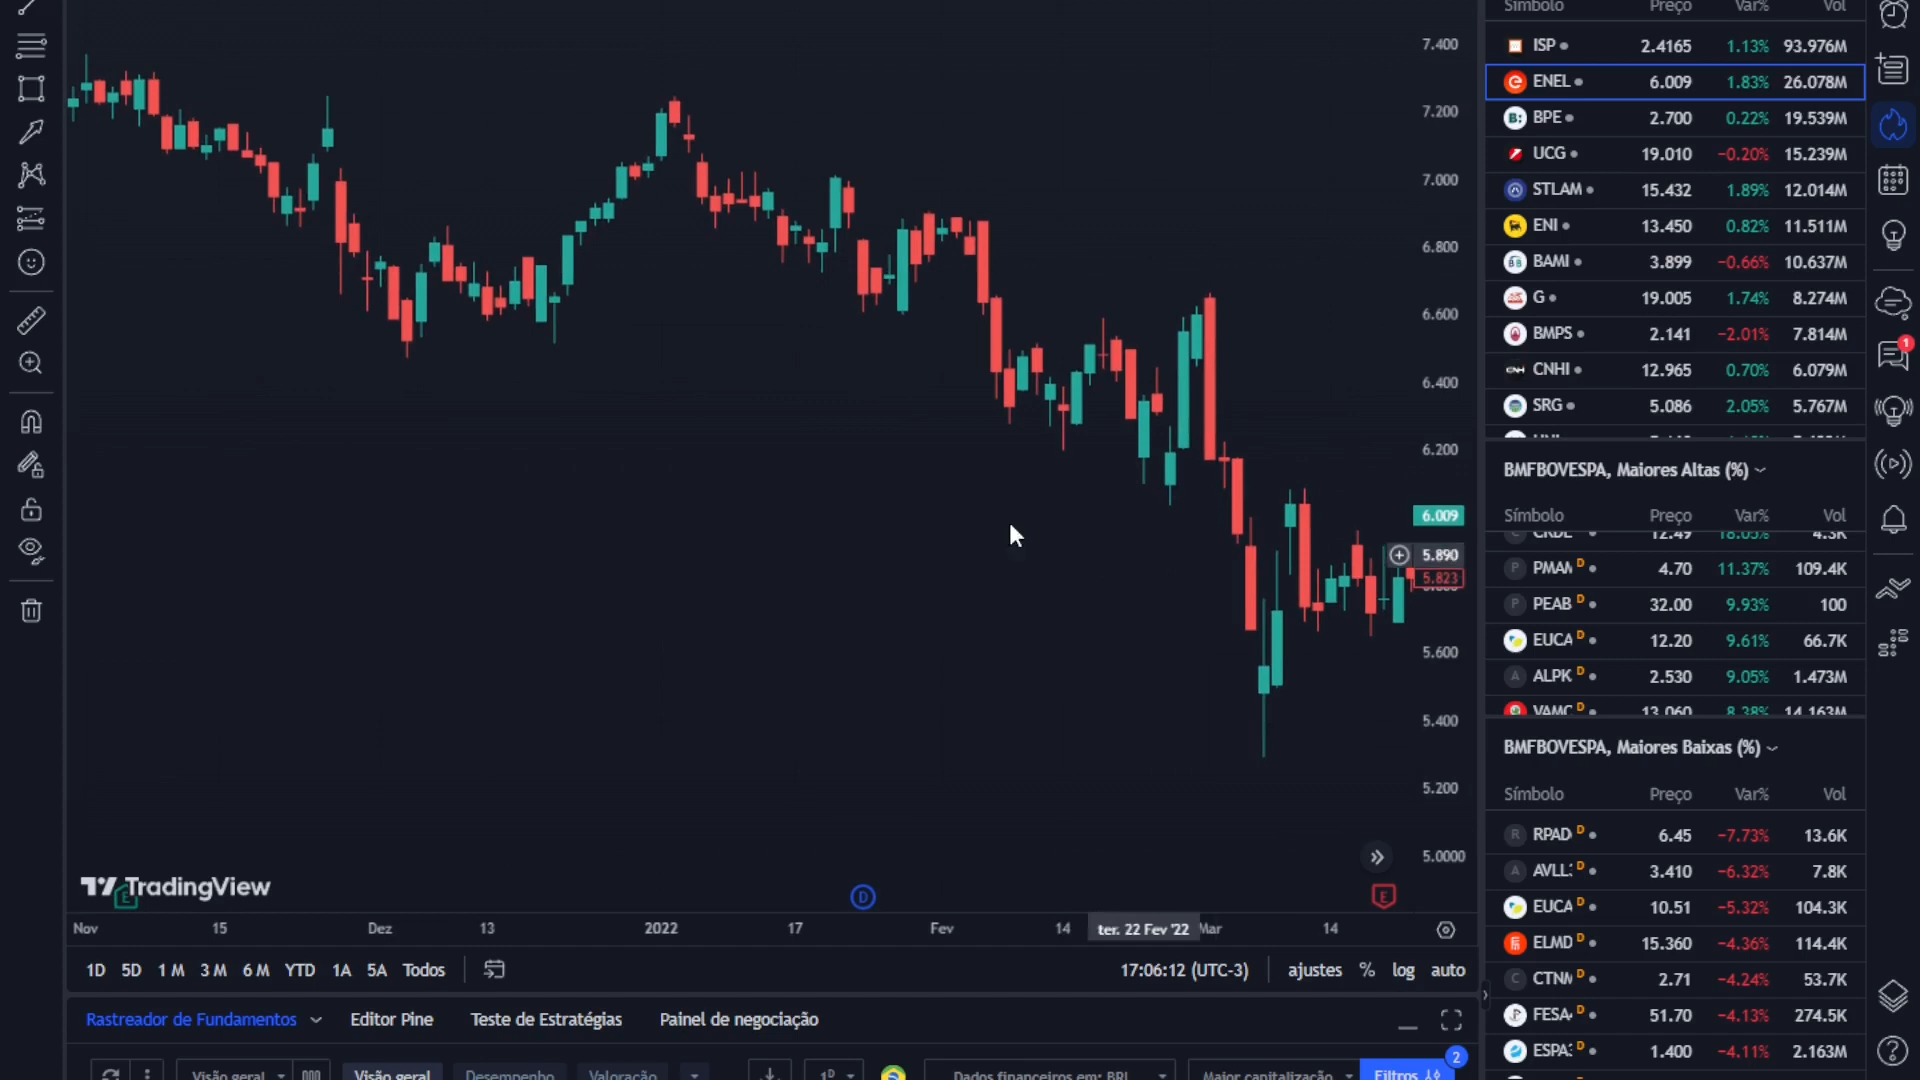 Símbolo Preço Var% Vol
ISP 2.4165 1.13% 93.976M
ENEL 6.009 1.83% 26.078M
BPE 2.700 0.22% 19.539M
UCG 19.010 −0.20% 15.239M
STLAM 15.432 1.89% 12.014M
ENI 13.450 0.82% 11.511M
BAMI 3.899 −0.66% 10.637M
G 19.005 1.74% 8.274M
BMPS 2.141 −2.01% 7.814M
CNHI 12.965 0.70% 6.079M
SRG 5.086 2.05% 5.767M
1
BMFBOVESPA, Maiores Altas (%)
Símbolo Preço Var% Vol
CRDE 12.49 18.05% 4.3K
PMAM D 4.70 11.37% 109.4K
PEAB D 32.00 9.93% 100
EUCA D 12.20 9.61% 66.7K
ALPK D 2.530 9.05% 1.473M
VAMO D 13.060 8.38% 14.163M
BMFBOVESPA, Maiores Baixas (%)
Símbolo Preço Var% Vol
RPAD D 6.45 −7.73% 13.6K
AVLL D 3.410 −6.32% 7.8K
EUCA D 10.51 −5.32% 104.3K
ELMD D 15.360 −4.36% 114.4K
CTNM D 2.71 −4.24% 53.7K
FESA D 51.70 −4.13% 274.5K
ESPA D 1.400 −4.11% 2.163M
7.400
7.200
7.000
6.800
6.600
6.400
6.200
6.009
5.890
5.823
5.600
5.400
5.200
5.0000
TradingView
E D E
Nov 15 Dez 13 2022 17 Fev 14 ter. 22 Fev '22 Mar 14
1D 5D 1 M 3 M 6 M YTD 1A 5A Todos 17:06:12 (UTC-3) ajustes % log auto
Rastreador de Fundamentos Editor Pine Teste de Estratégias Painel de negociação
2
Visão geral Visão geral Desempenho Valoração 1D Dados financeiros em: BRL Maior capitalização Filtros